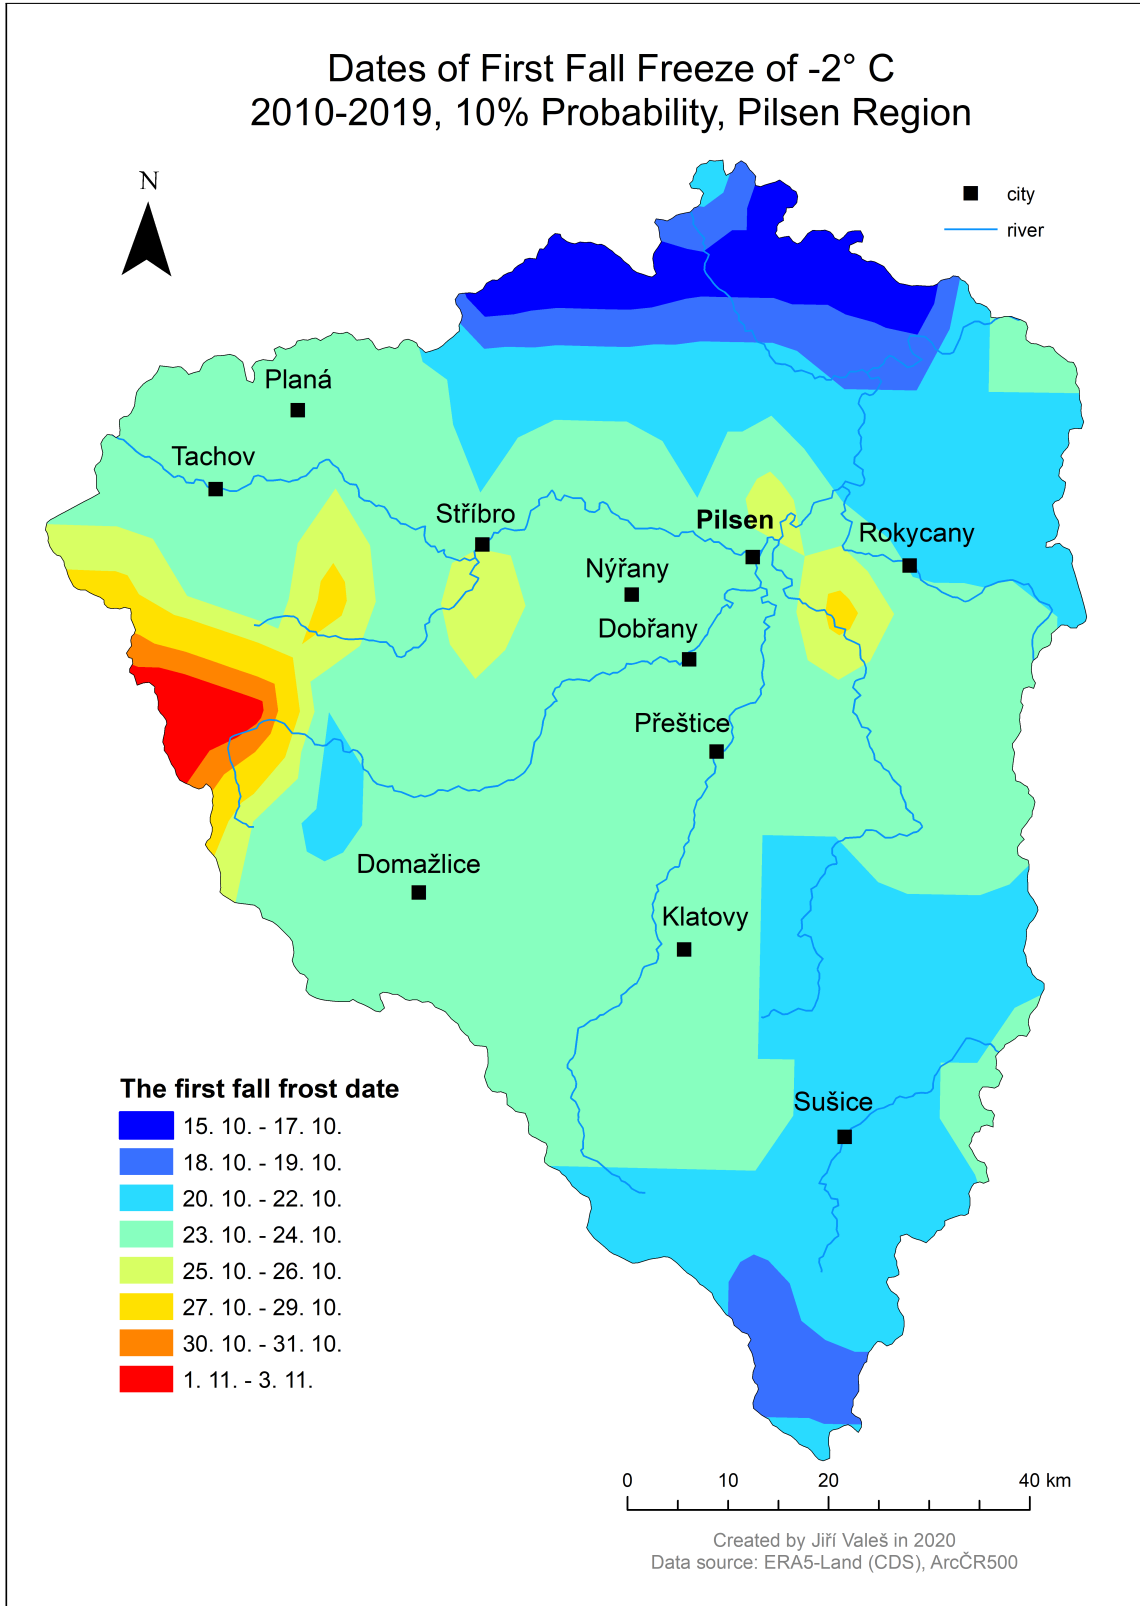 Dates of First Fall Freeze of -2° C
2010-2019, 10% Probability, Pilsen Region
N
city
river
Planá
Tachov
Stříbro
Pilsen
Rokycany
Nýřany
Dobřany
Přeštice
Domažlice
Klatovy
Sušice
The first fall frost date
15. 10. - 17. 10.
18. 10. - 19. 10.
20. 10. - 22. 10.
23. 10. - 24. 10.
25. 10. - 26. 10.
27. 10. - 29. 10.
30. 10. - 31. 10.
1. 11. - 3. 11.
0 10 20 40 km
Created by Jiří Valeš in 2020
Data source: ERA5-Land (CDS), ArcČR500